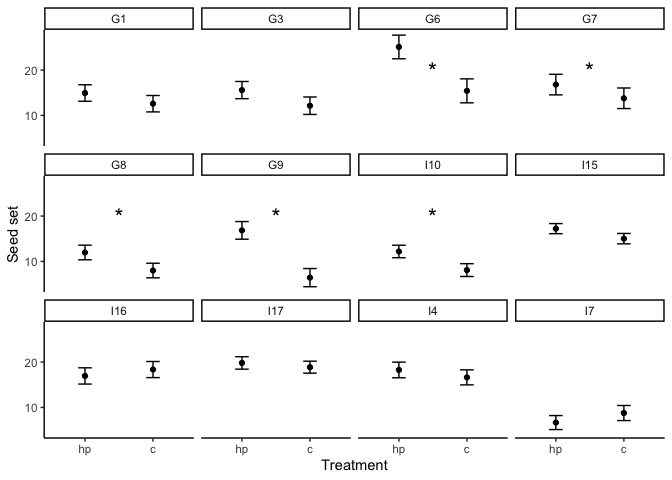 G1 G3 G6 G7
20 * *
10
G8 G9 I10 I15
20 * * *
10
I16 I17 I4 I7
20
10
Seed set
hp c hp c hp c hp c
Treatment